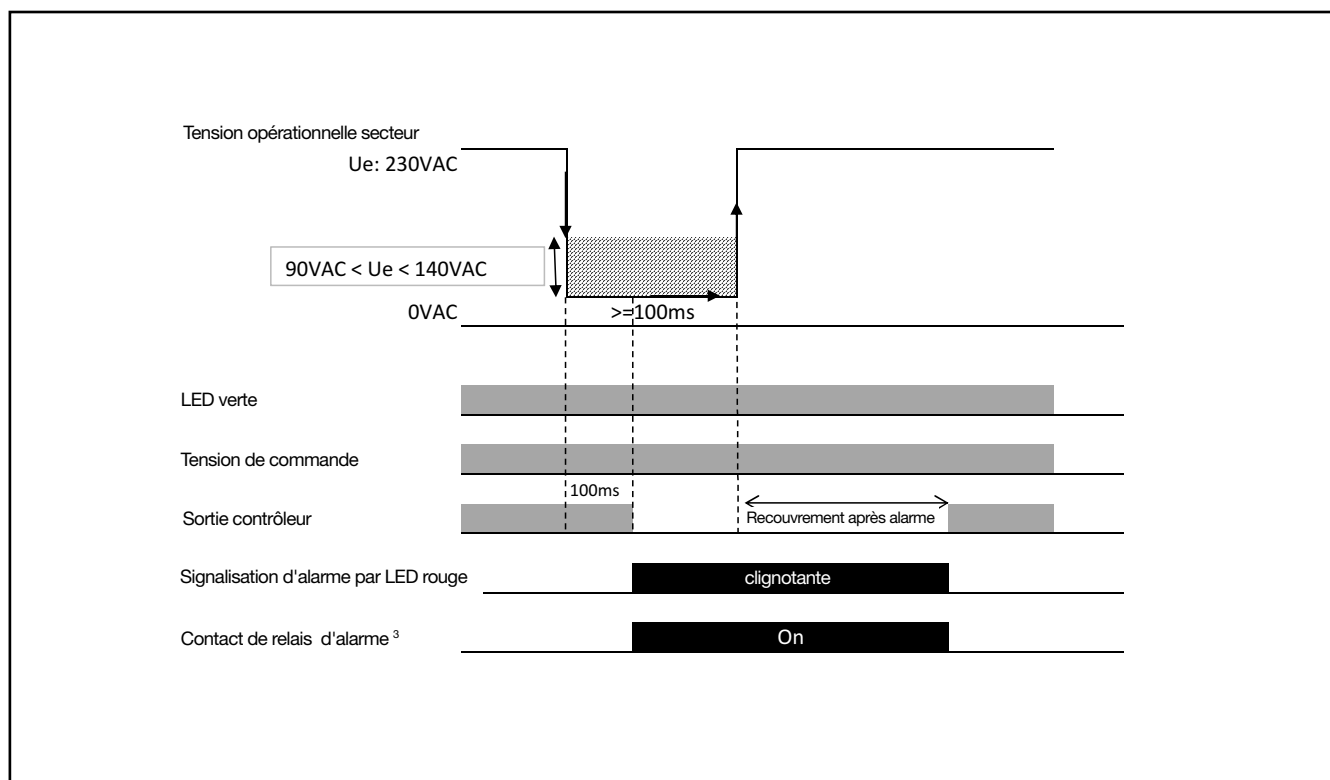 Tension opérationnelle secteur
Ue: 230VAC
90VAC < Ue < 140VAC
0VAC
>=100ms
LED verte
Tension de commande
100ms
Sortie contrôleur
Recouvrement après alarme
Signalisation d'alarme par LED rouge
clignotante
Contact de relais d'alarme ³
On